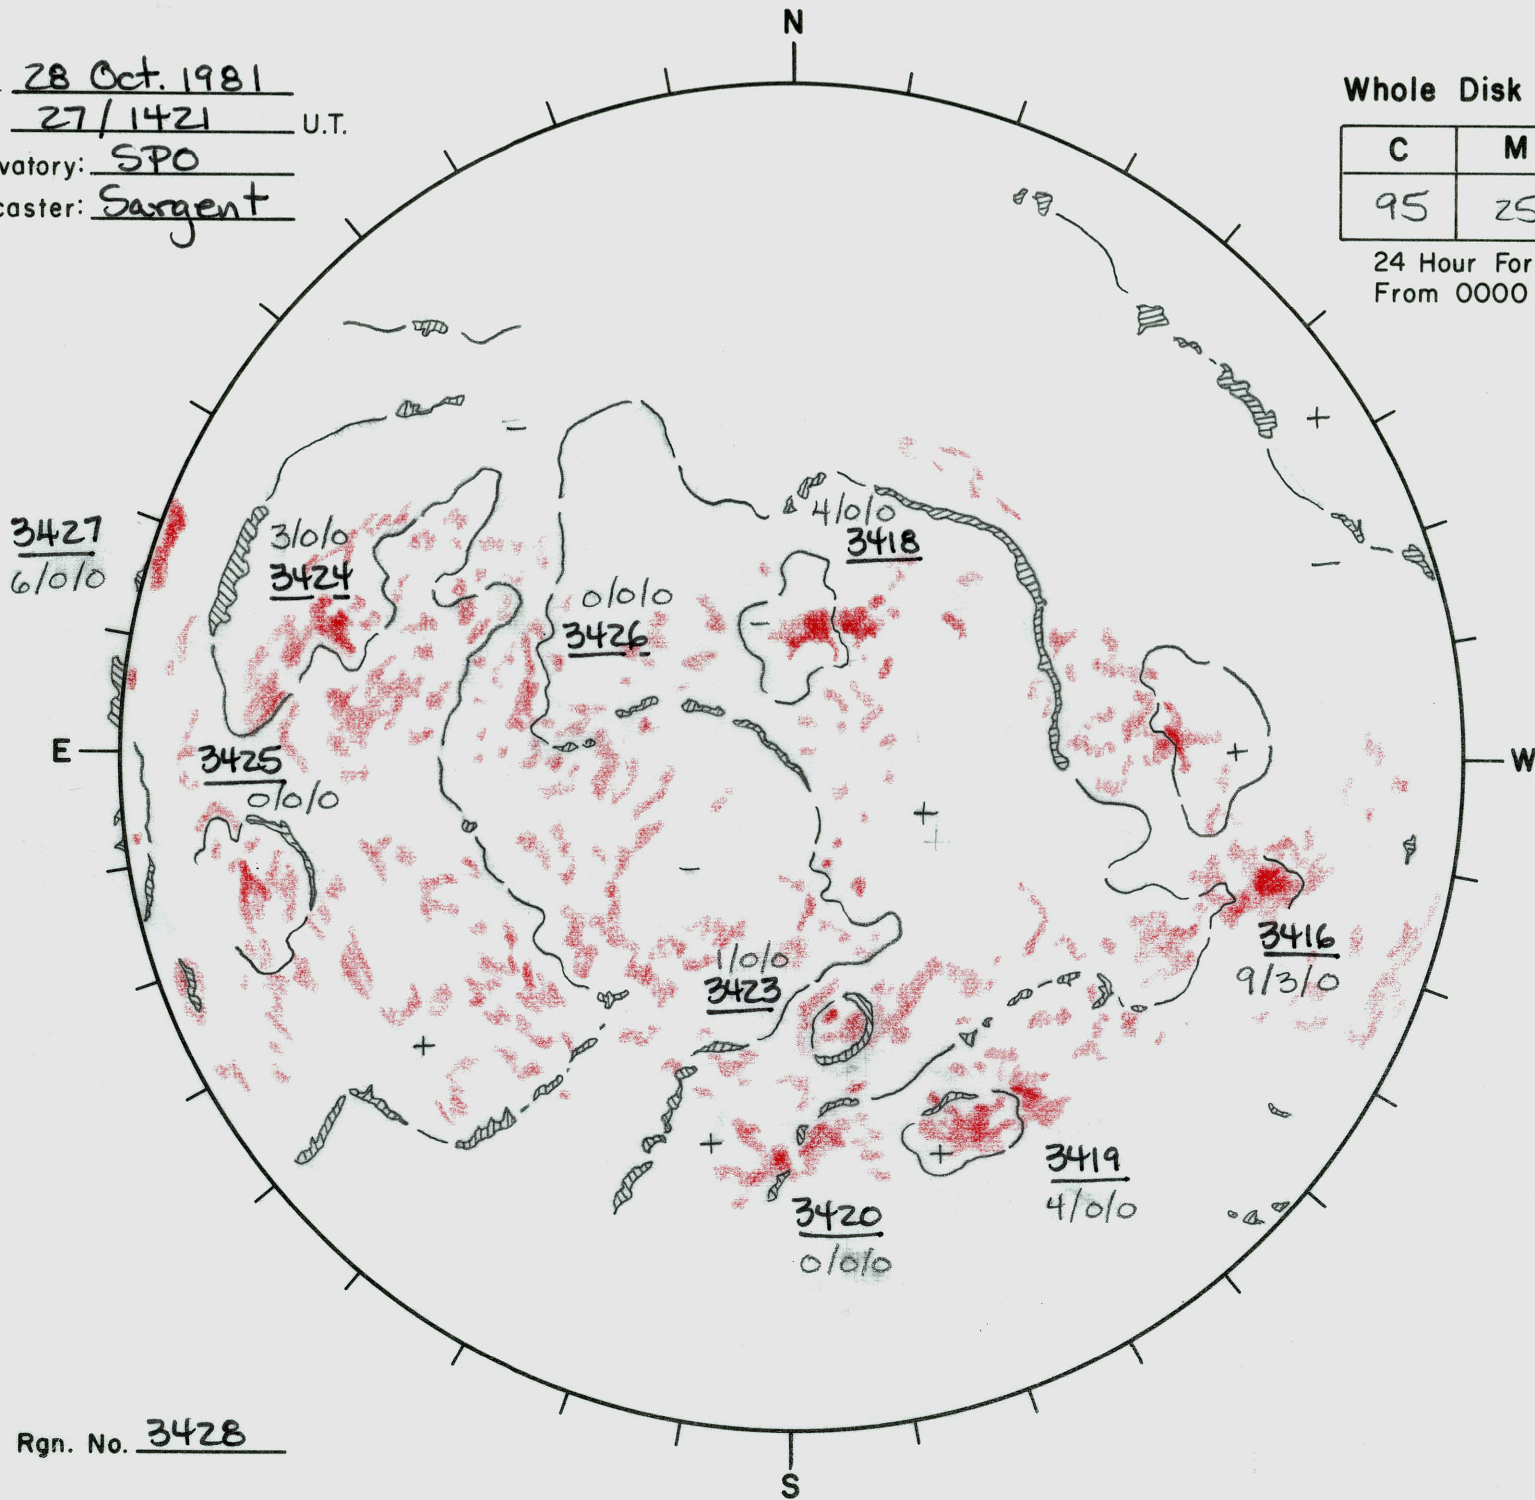 N
28 Oct. 1981
27/1421 U.T.
vatory: SPO
caster: Sargent
Whole Disk
C M
95 25
24 Hour For
From 0000
3427
6/0/0
3/0/0
3424
4/0/0
3418
0/0/0
3426
E
W
3425
0/0/0
3416
9/3/0
1/0/0
3423
3419
4/0/0
3420
0/0/0
Rgn. No. 3428
S